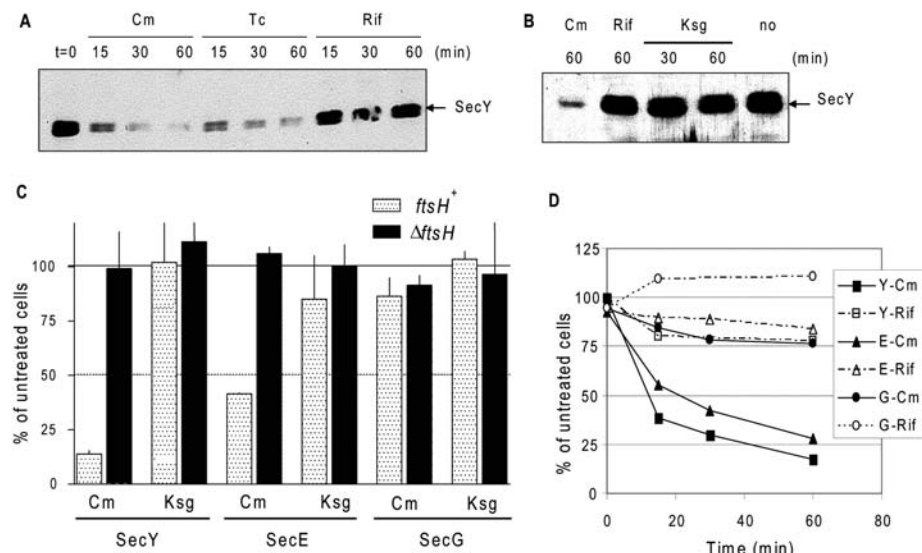 A
Cm Tc Rif
t=0 15 30 60 15 30 60 15 30 60 (min)
SecY
B
Cm Rif Ksg no
60 60 30 60 (min)
SecY
C
ftsH+
ΔftsH
% of untreated cells
100
50
25
0
Cm Ksg Cm Ksg Cm Ksg
SecY SecE SecG
D
% of untreated cells
125
100
75
50
25
0
0 20 40 60 80
Time (min)
Y-Cm
Y-Rif
E-Cm
E-Rif
G-Cm
G-Rif